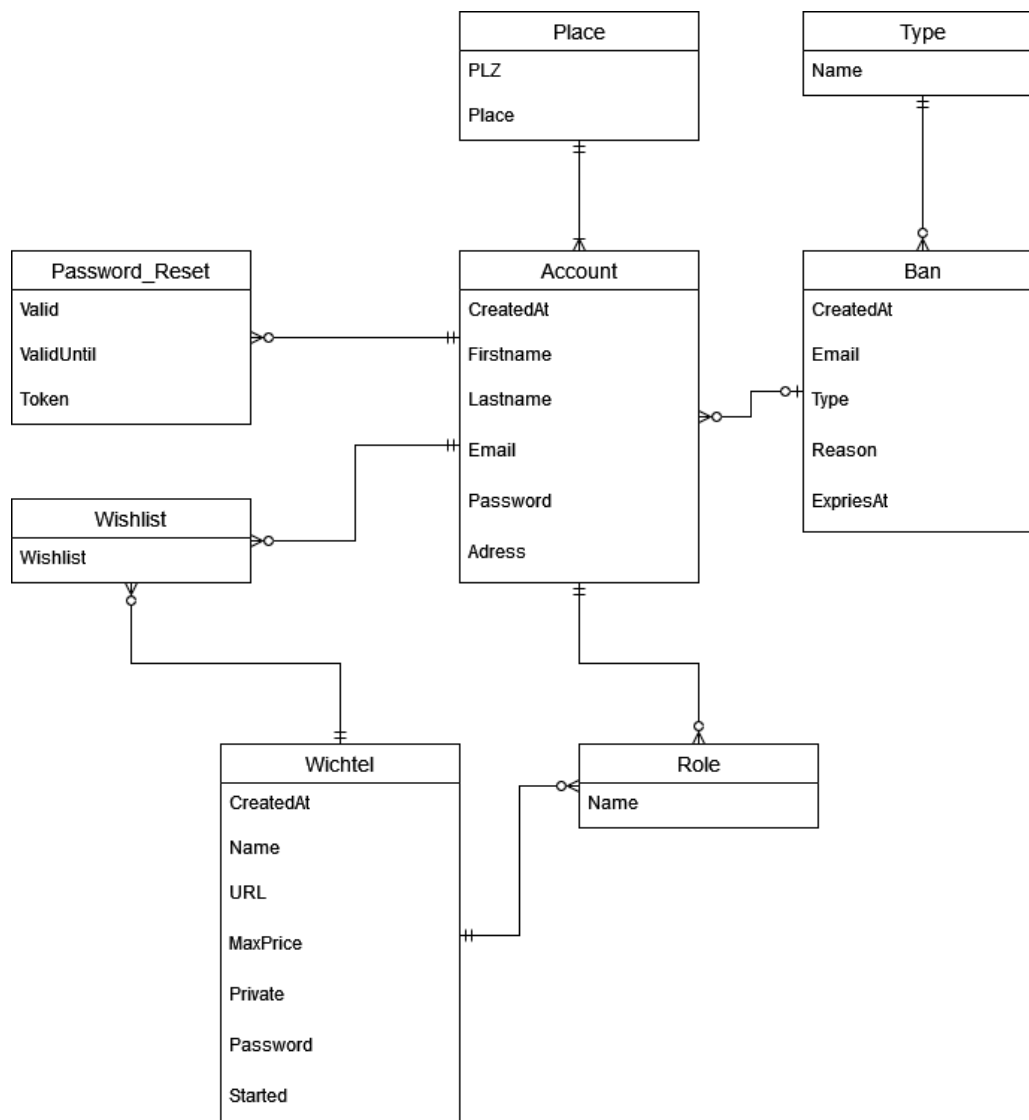 Place
PLZ
Place
Type
Name
Password_Reset
Valid
ValidUntil
Token
Account
CreatedAt
Firstname
Lastname
Email
Password
Adress
Ban
CreatedAt
Email
Type
Reason
ExpriesAt
Wishlist
Wishlist
Wichtel
CreatedAt
Name
URL
MaxPrice
Private
Password
Started
Role
Name